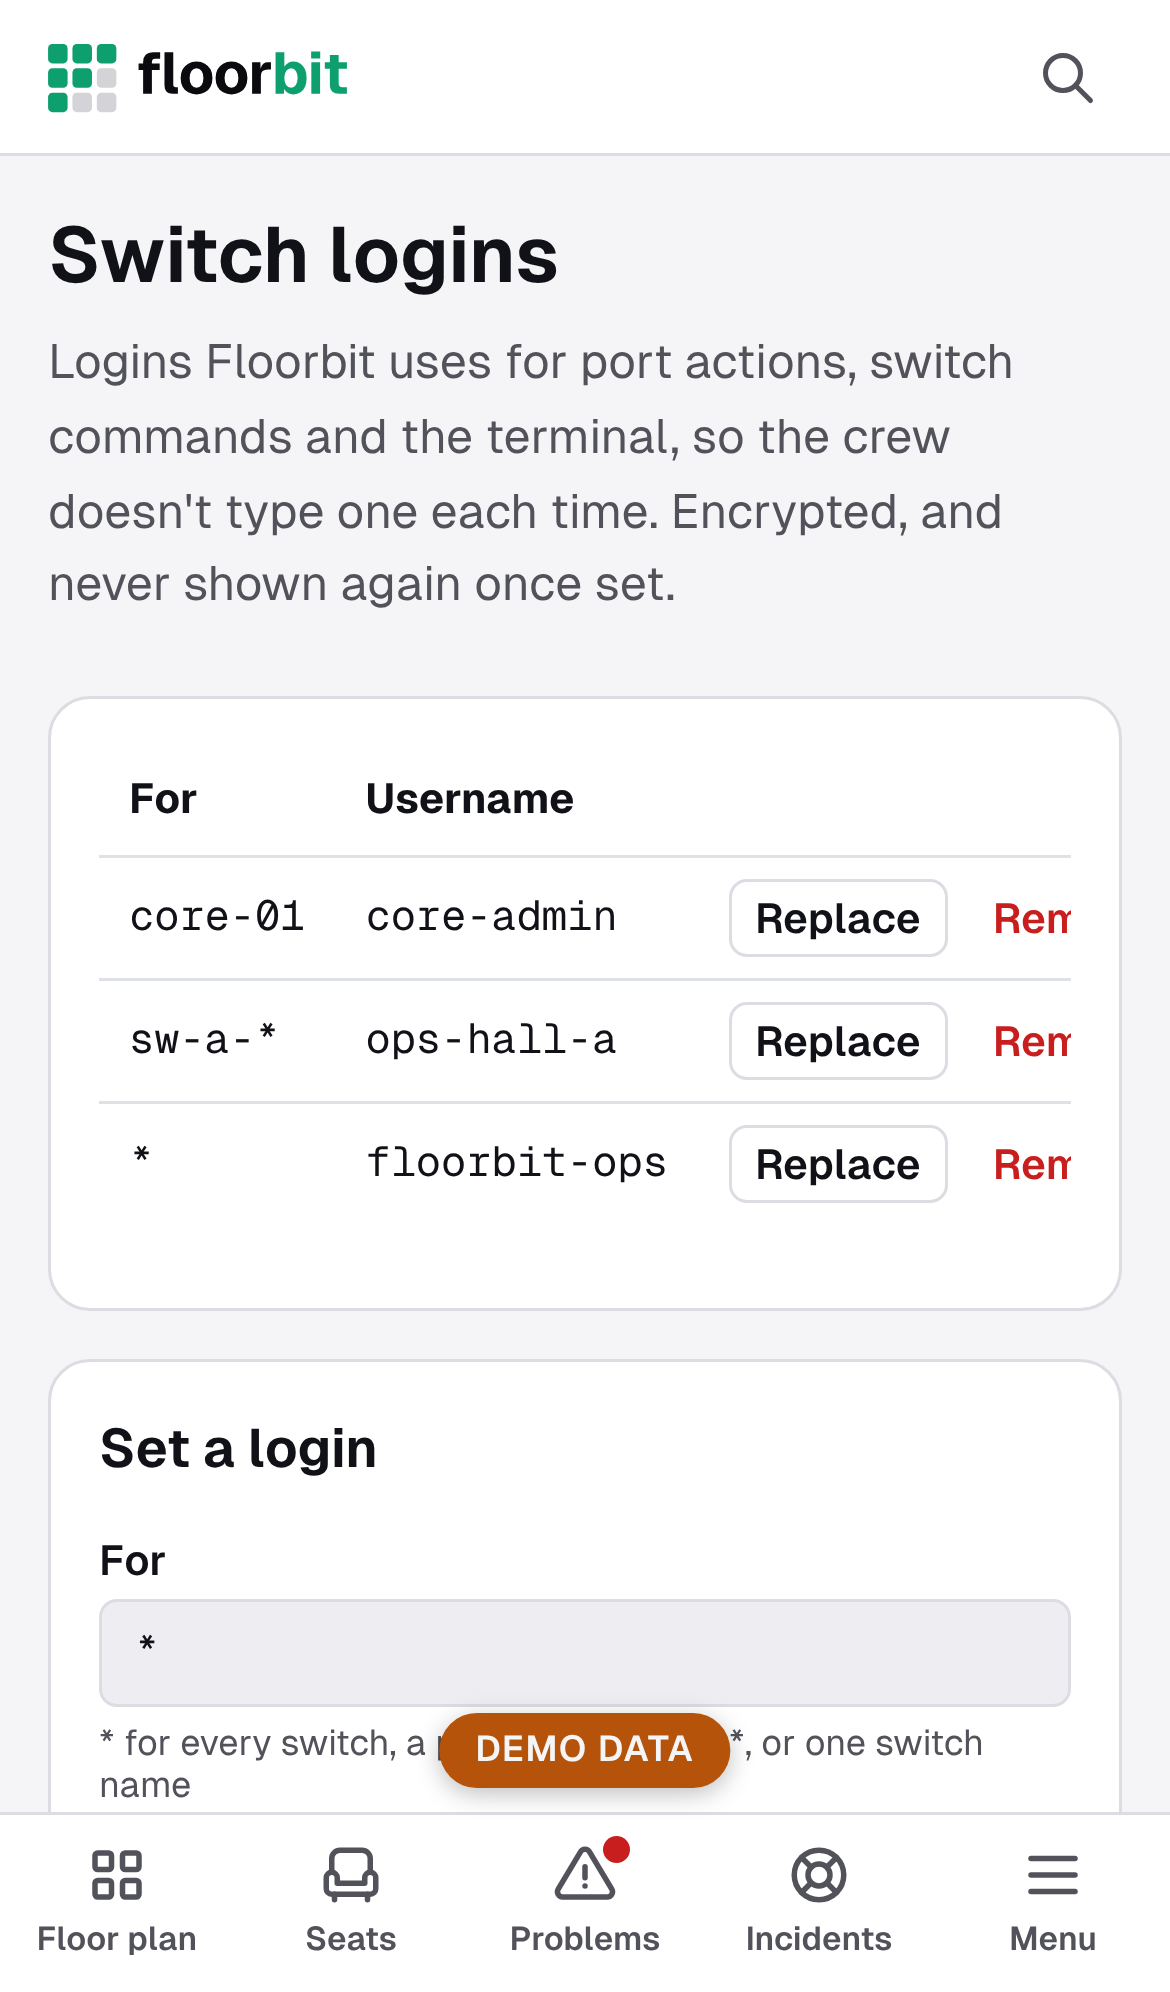 floorbit
Switch logins
Logins Floorbit uses for port actions, switch
commands and the terminal, so the crew
doesn't type one each time. Encrypted, and
never shown again once set.
For Username
core-01 core-admin Replace Rem
sw-a-* ops-hall-a Replace Rem
* floorbit-ops Replace Rem
Set a login
For
*
* for every switch, a *, or one switch
name
DEMO DATA
Floor plan Seats Problems Incidents Menu